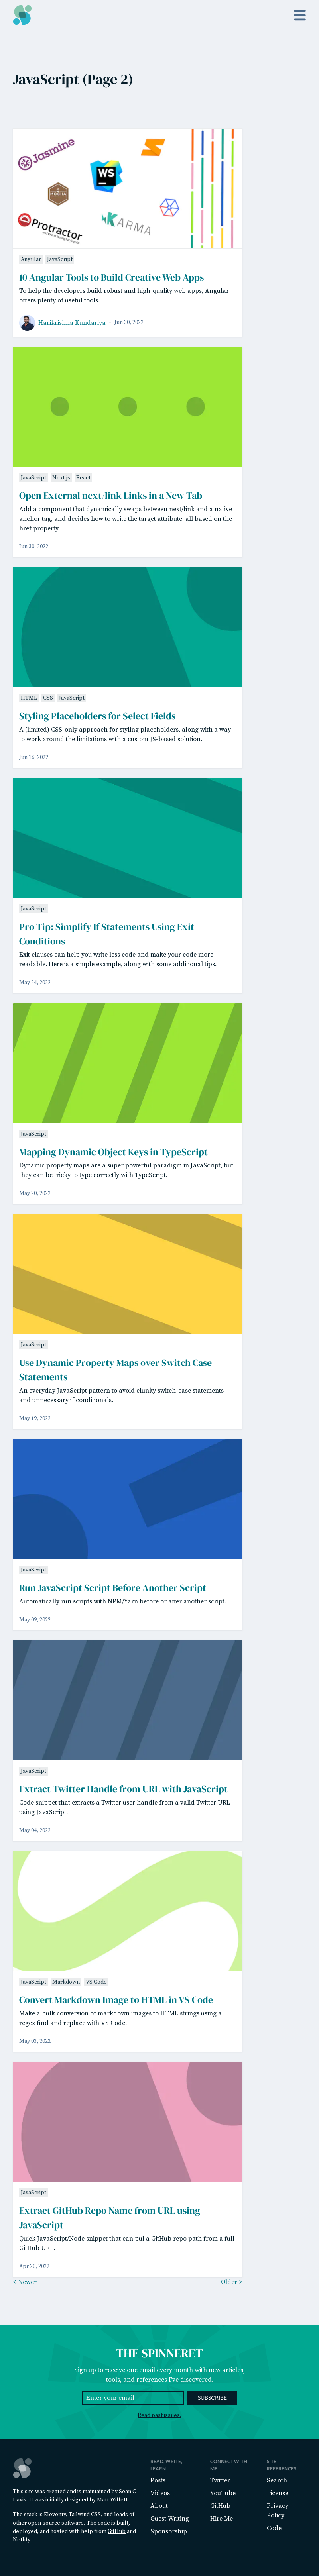 JavaScript (Page 2)
Jasmine
WS
MOCHA
KARMA
Protractor
Angular JavaScript
10 Angular Tools to Build Creative Web Apps
To help the developers build robust and high-quality web apps, Angular
offers plenty of useful tools.
Harikrishna Kundariya Jun 30, 2022
JavaScript Next.js React
Open External next/link Links in a New Tab
Add a component that dynamically swaps between next/link and a native
anchor tag, and decides how to write the target attribute, all based on the
href property.
Jun 30, 2022
HTML CSS JavaScript
Styling Placeholders for Select Fields
A (limited) CSS-only approach for styling placeholders, along with a way
to work around the limitations with a custom JS-based solution.
Jun 16, 2022
JavaScript
Pro Tip: Simplify If Statements Using Exit
Conditions
Exit clauses can help you write less code and make your code more
readable. Here is a simple example, along with some additional tips.
May 24, 2022
JavaScript
Mapping Dynamic Object Keys in TypeScript
Dynamic property maps are a super powerful paradigm in JavaScript, but
they can be tricky to type correctly with TypeScript.
May 20, 2022
JavaScript
Use Dynamic Property Maps over Switch Case
Statements
An everyday JavaScript pattern to avoid clunky switch-case statements
and unnecessary if conditionals.
May 19, 2022
JavaScript
Run JavaScript Script Before Another Script
Automatically run scripts with NPM/Yarn before or after another script.
May 09, 2022
JavaScript
Extract Twitter Handle from URL with JavaScript
Code snippet that extracts a Twitter user handle from a valid Twitter URL
using JavaScript.
May 04, 2022
JavaScript Markdown VS Code
Convert Markdown Image to HTML in VS Code
Make a bulk conversion of markdown images to HTML strings using a
regex find and replace with VS Code.
May 03, 2022
JavaScript
Extract GitHub Repo Name from URL using
JavaScript
Quick JavaScript/Node snippet that can pul a GitHub repo path from a full
GitHub URL.
Apr 28, 2022
< Newer Older >
THE SPINNERET
Sign up to receive one email every month with new articles,
tools, and references I've discovered.
Enter your email SUBSCRIBE
Read past issues.
This site was created and is maintained by Sean C
Davis. It was initially designed by Matt Willett.
The stack is Eleventy, Tailwind CSS, and loads of
other open-source software. The code is built,
deployed, and hosted with help from GitHub and
Netlify.
READ, WRITE,
LEARN
Posts
Videos
About
Guest Writing
Sponsorship
CONNECT WITH
ME
Twitter
YouTube
GitHub
Hire Me
SITE
REFERENCES
Search
License
Privacy
Policy
Code